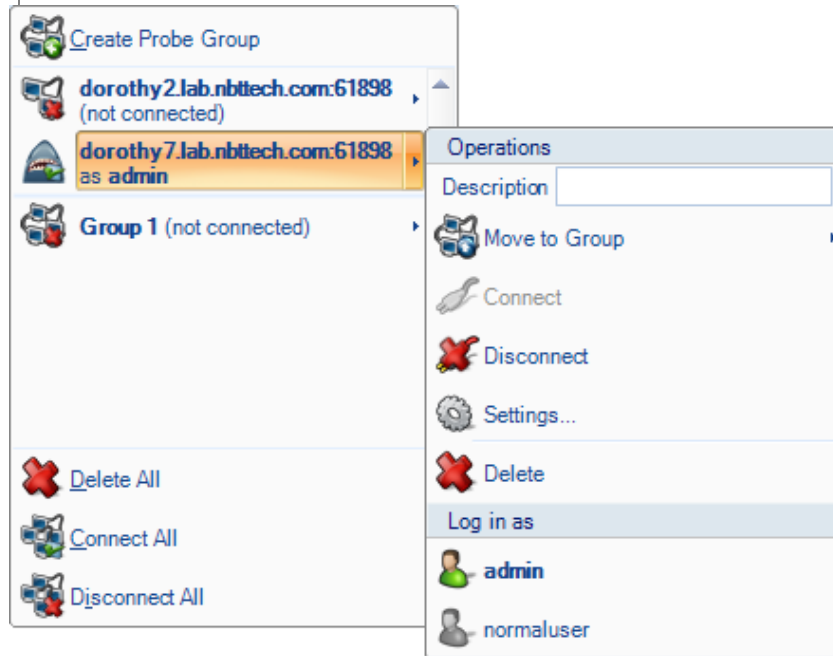 Create Probe Group
dorothy2.lab.nbttech.com:61898
(not connected)
dorothy7.lab.nbttech.com:61898
as admin
Group 1 (not connected)
Delete All
Connect All
Disconnect All
Operations
Description
Move to Group
Connect
Disconnect
Settings...
Delete
Log in as
admin
normaluser